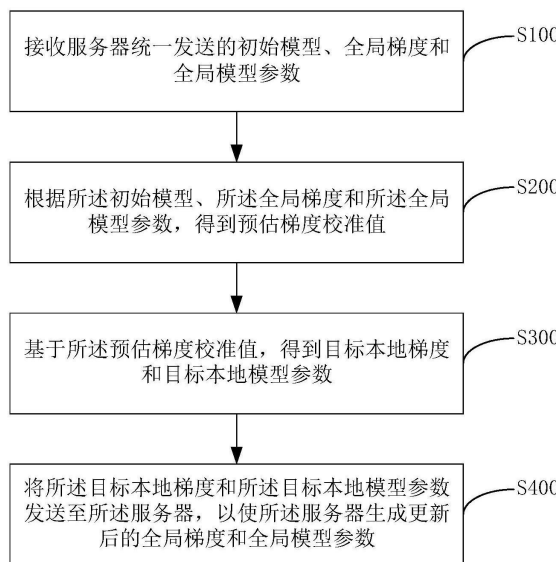 接收服务器统一发送的初始模型、全局梯度和
全局模型参数
S100
根据所述初始模型、所述全局梯度和所述全局
模型参数，得到预估梯度校准值
S200
基于所述预估梯度校准值，得到目标本地梯度
和目标本地模型参数
S300
将所述目标本地梯度和所述目标本地模型参数
发送至所述服务器，以使所述服务器生成更新
后的全局梯度和全局模型参数
S400